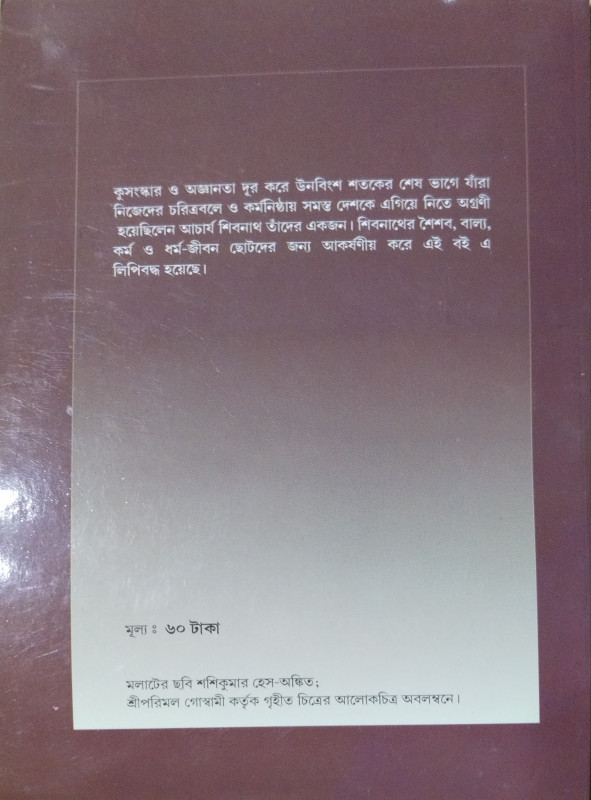 কুসংস্কার ও অজ্ঞানতা দূর করে উনবিংশ শতকের শেষ ভাগে যাঁরা
নিজেদের চরিত্রবলে ও কর্মনিষ্ঠায় সমস্ত দেশকে এগিয়ে নিতে অগ্রণী
হয়েছিলেন আচার্য শিবনাথ তাঁদের একজন। শিবনাথের শৈশব, বাল্য,
কর্ম ও ধর্ম-জীবন ছোটদের জন্য আকর্ষণীয় করে এই বই এ
লিপিবদ্ধ হয়েছে।
মূল্য ঃ ৬০ টাকা
মলাটের ছবি শশিকুমার হেস-অঙ্কিত;
শ্রীপরিমল গোস্বামী কর্তৃক গৃহীত চিত্রের আলোকচিত্র অবলম্বনে।